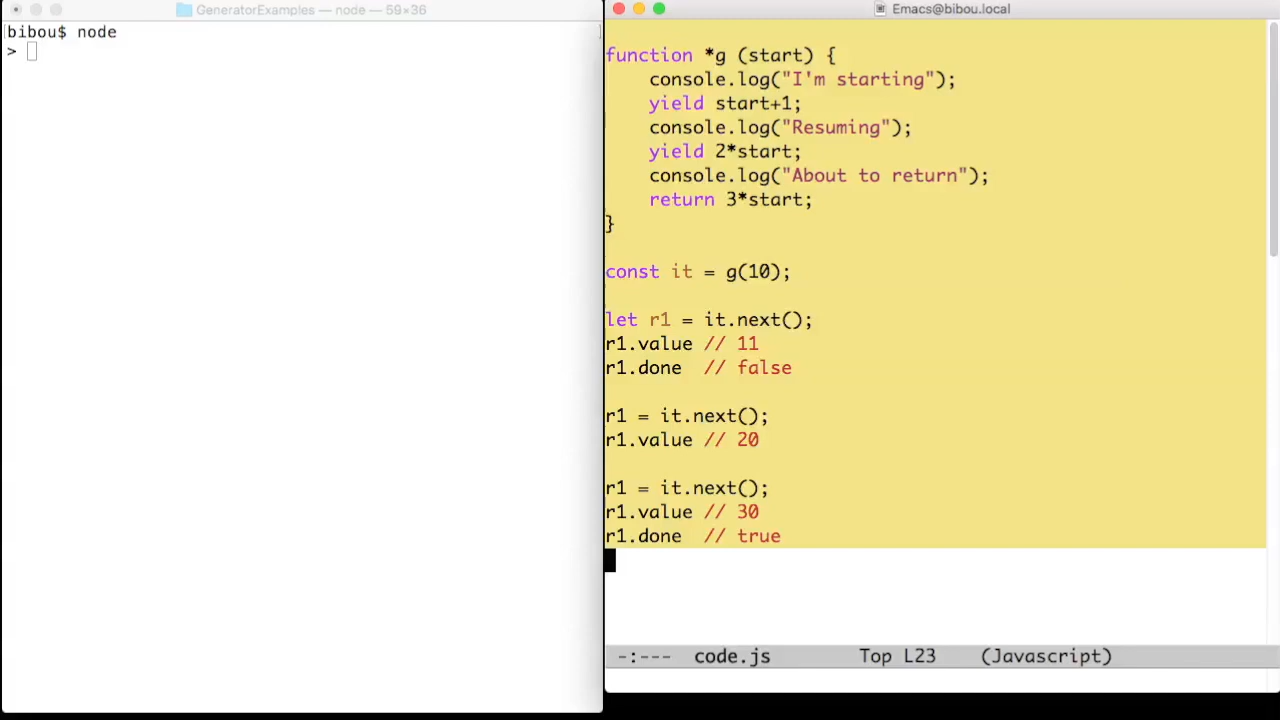 GeneratorExamples — node — 59×36
bibou$ node
>
Emacs@bibou.local
function *g (start) {
    console.log("I'm starting");
    yield start+1;
    console.log("Resuming");
    yield 2*start;
    console.log("About to return");
    return 3*start;
}
const it = g(10);
let r1 = it.next();
r1.value // 11
r1.done  // false
r1 = it.next();
r1.value // 20
r1 = it.next();
r1.value // 30
r1.done  // true
-:--- code.js Top L23 (Javascript)